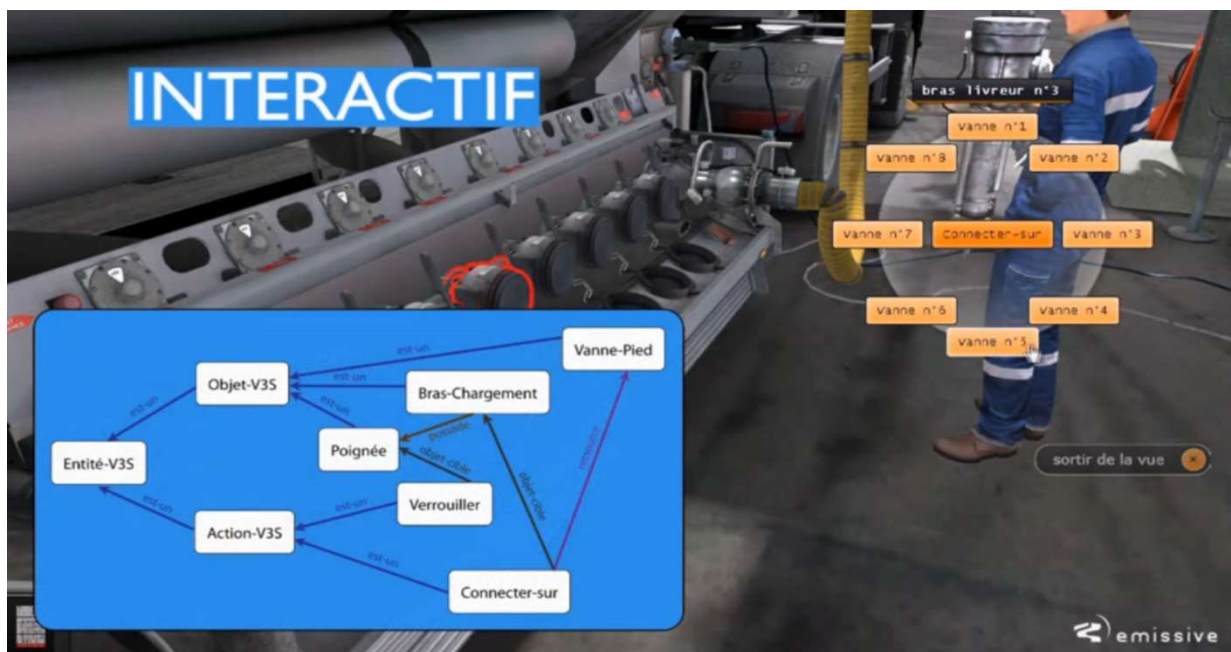 INTERACTIF
bras livreur n°3
Vanne n°1
Vanne n°8
Vanne n°2
Vanne n°7
Connecter-sur
Vanne n°3
Vanne n°6
Vanne n°4
Vanne n°5
sortir de la vue
Vanne-Pied
est-un
Objet-V3S
est-un
Bras-Chargement
est-un
est-un
possède
Poignée
objet-cible
ressource
Entité-V3S
Verrouiller
est-un
est-un
objet-cible
Action-V3S
est-un
Connecter-sur
emissive